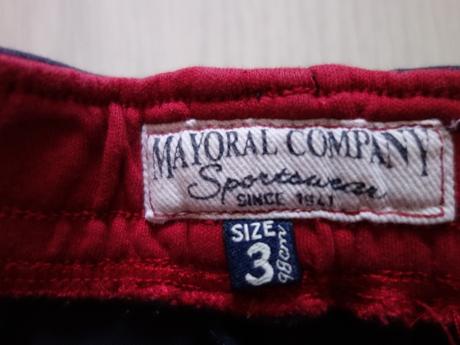 MAYORAL COMPANY
Sportswear
SINCE 1941
SIZE
3
98cm